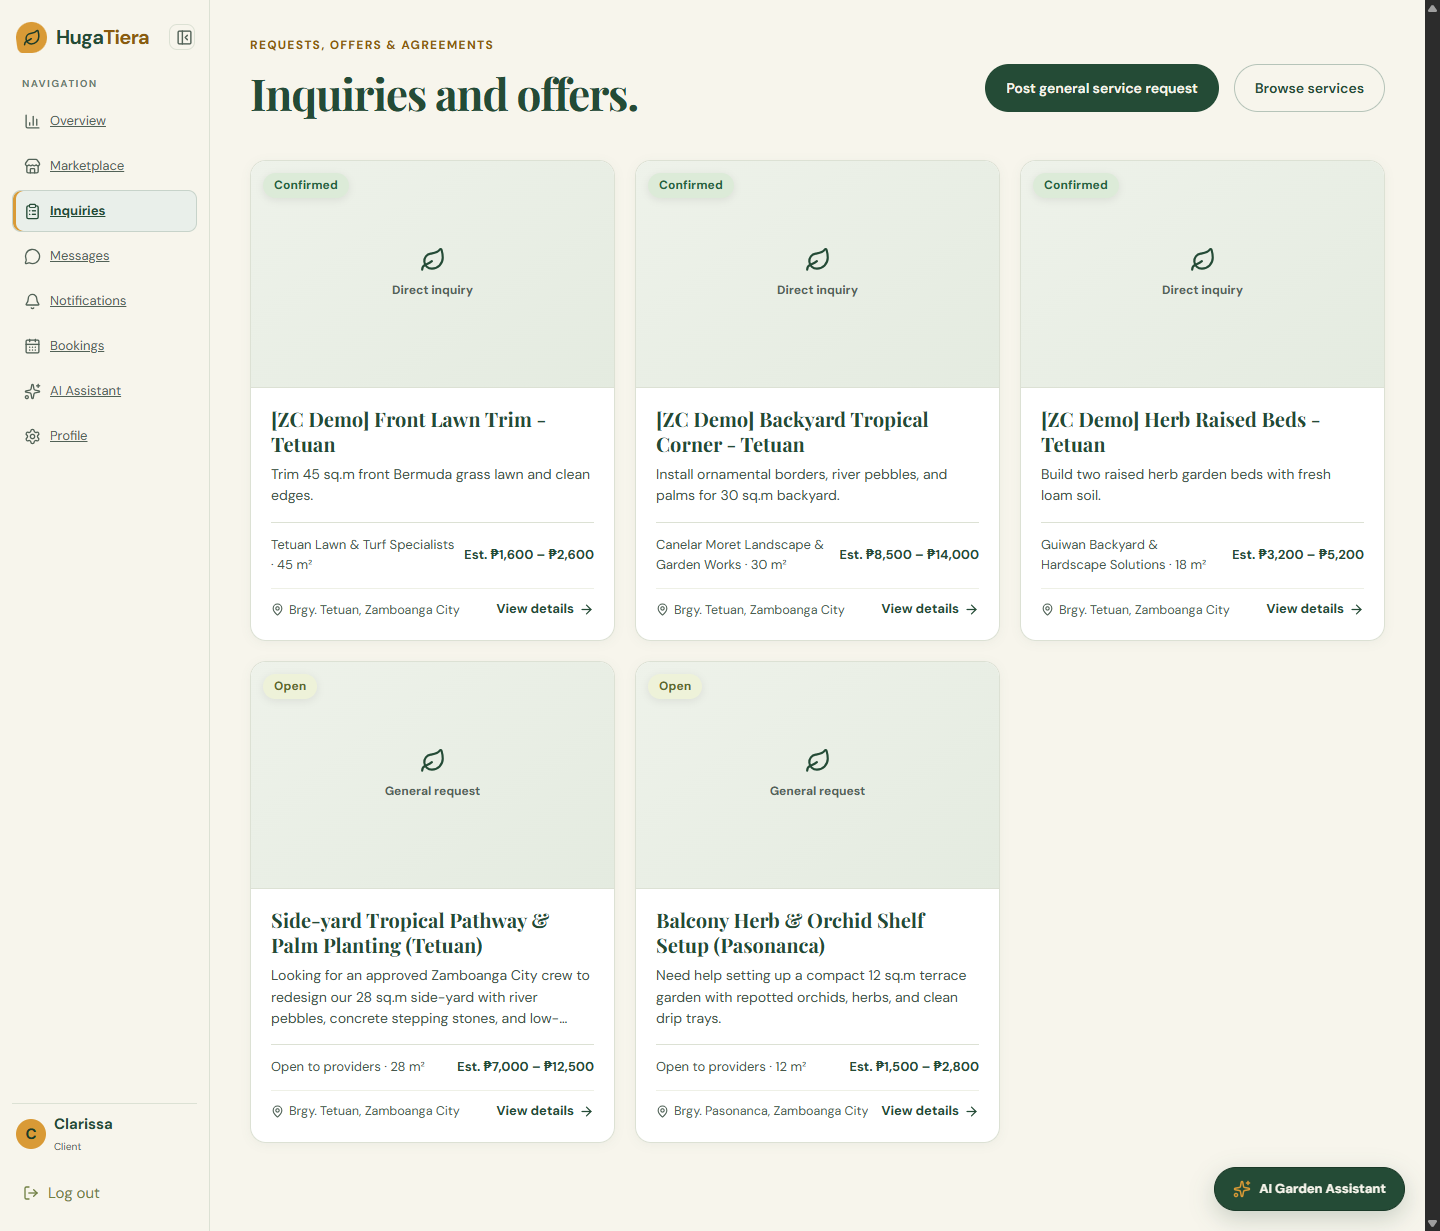 HugaTiera
NAVIGATION
Overview
Marketplace
Inquiries
Messages
Notifications
Bookings
AI Assistant
Profile
C
Clarissa
Client
Log out
REQUESTS, OFFERS & AGREEMENTS
Inquiries and offers.
Post general service request
Browse services
Confirmed
Direct inquiry
[ZC Demo] Front Lawn Trim -
Tetuan
Trim 45 sq.m front Bermuda grass lawn and clean
edges.
Tetuan Lawn & Turf Specialists
· 45 m²
Est. ₱1,600 – ₱2,600
Brgy. Tetuan, Zamboanga City
View details
Confirmed
Direct inquiry
[ZC Demo] Backyard Tropical
Corner - Tetuan
Install ornamental borders, river pebbles, and
palms for 30 sq.m backyard.
Canelar Moret Landscape &
Garden Works · 30 m²
Est. ₱8,500 – ₱14,000
Brgy. Tetuan, Zamboanga City
View details
Confirmed
Direct inquiry
[ZC Demo] Herb Raised Beds -
Tetuan
Build two raised herb garden beds with fresh
loam soil.
Guiwan Backyard &
Hardscape Solutions · 18 m²
Est. ₱3,200 – ₱5,200
Brgy. Tetuan, Zamboanga City
View details
Open
General request
Side-yard Tropical Pathway &
Palm Planting (Tetuan)
Looking for an approved Zamboanga City crew to
redesign our 28 sq.m side-yard with river
pebbles, concrete stepping stones, and low-…
Open to providers · 28 m²
Est. ₱7,000 – ₱12,500
Brgy. Tetuan, Zamboanga City
View details
Open
General request
Balcony Herb & Orchid Shelf
Setup (Pasonanca)
Need help setting up a compact 12 sq.m terrace
garden with repotted orchids, herbs, and clean
drip trays.
Open to providers · 12 m²
Est. ₱1,500 – ₱2,800
Brgy. Pasonanca, Zamboanga City
View details
AI Garden Assistant